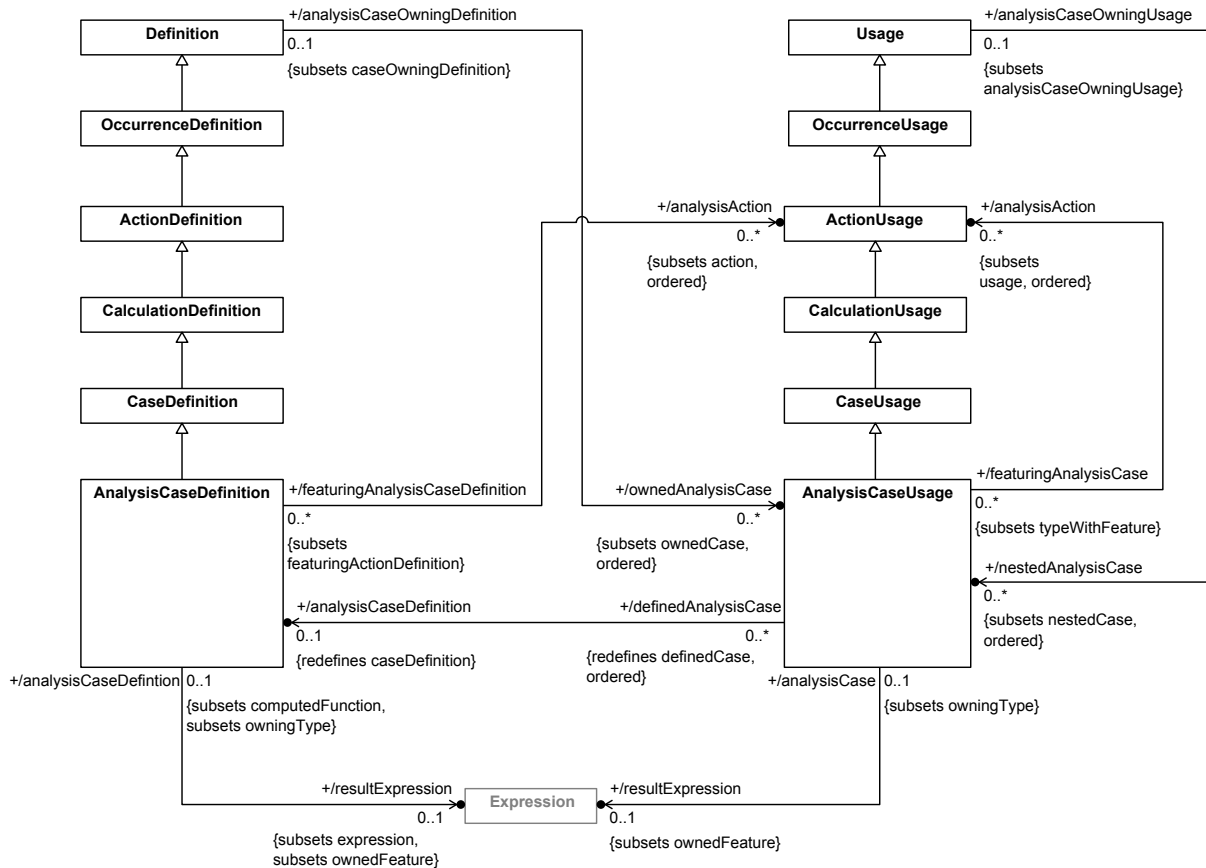 +/analysisCaseOwningDefinition
+/analysisCaseOwningUsage
Definition
Usage
0..1
0..1
{subsets caseOwningDefinition}
{subsets
analysisCaseOwningUsage}
OccurrenceDefinition
OccurrenceUsage
+/analysisAction
+/analysisAction
ActionDefinition
ActionUsage
0..*
0..*
{subsets action,
ordered}
{subsets
usage, ordered}
CalculationDefinition
CalculationUsage
CaseDefinition
CaseUsage
AnalysisCaseDefinition
+/featuringAnalysisCaseDefinition
0..*
{subsets
featuringActionDefinition}
+/ownedAnalysisCase
0..*
{subsets ownedCase,
ordered}
AnalysisCaseUsage
+/featuringAnalysisCase
0..*
{subsets typeWithFeature}
+/analysisCaseDefinition
0..1
{redefines caseDefinition}
+/definedAnalysisCase
0..*
{redefines definedCase,
ordered}
+/nestedAnalysisCase
0..*
{subsets nestedCase,
ordered}
+/analysisCaseDefintion
0..1
{subsets computedFunction,
subsets owningType}
+/analysisCase
0..1
{subsets owningType}
+/resultExpression
0..1
{subsets expression,
subsets ownedFeature}
Expression
+/resultExpression
0..1
{subsets ownedFeature}